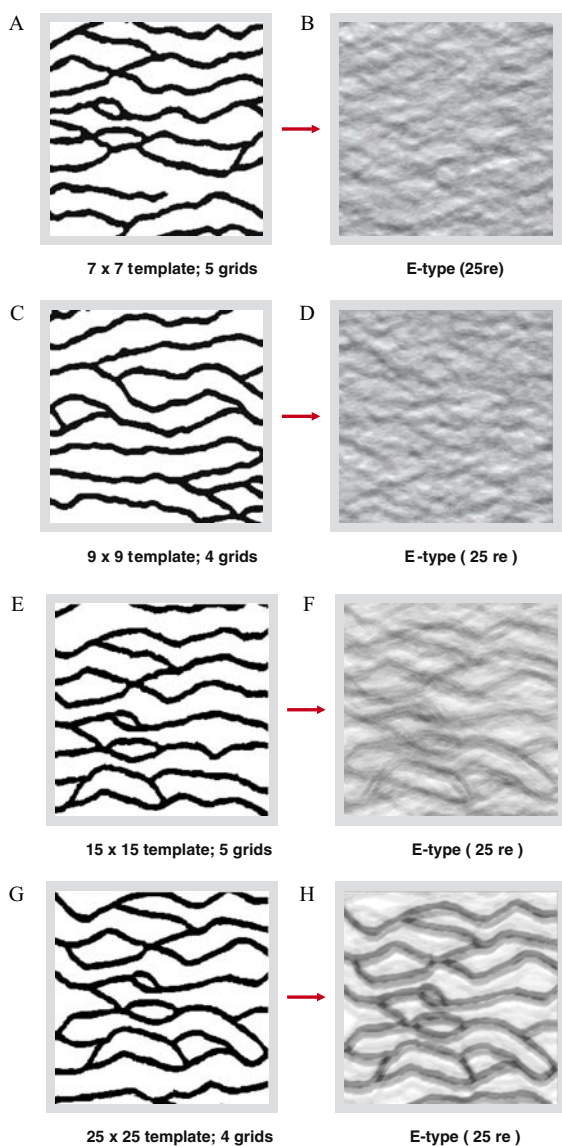 A B
7 x 7 template; 5 grids E-type (25re)
C D
9 x 9 template; 4 grids E-type ( 25 re )
E F
15 x 15 template; 5 grids E-type ( 25 re )
G H
25 x 25 template; 4 grids E-type ( 25 re )